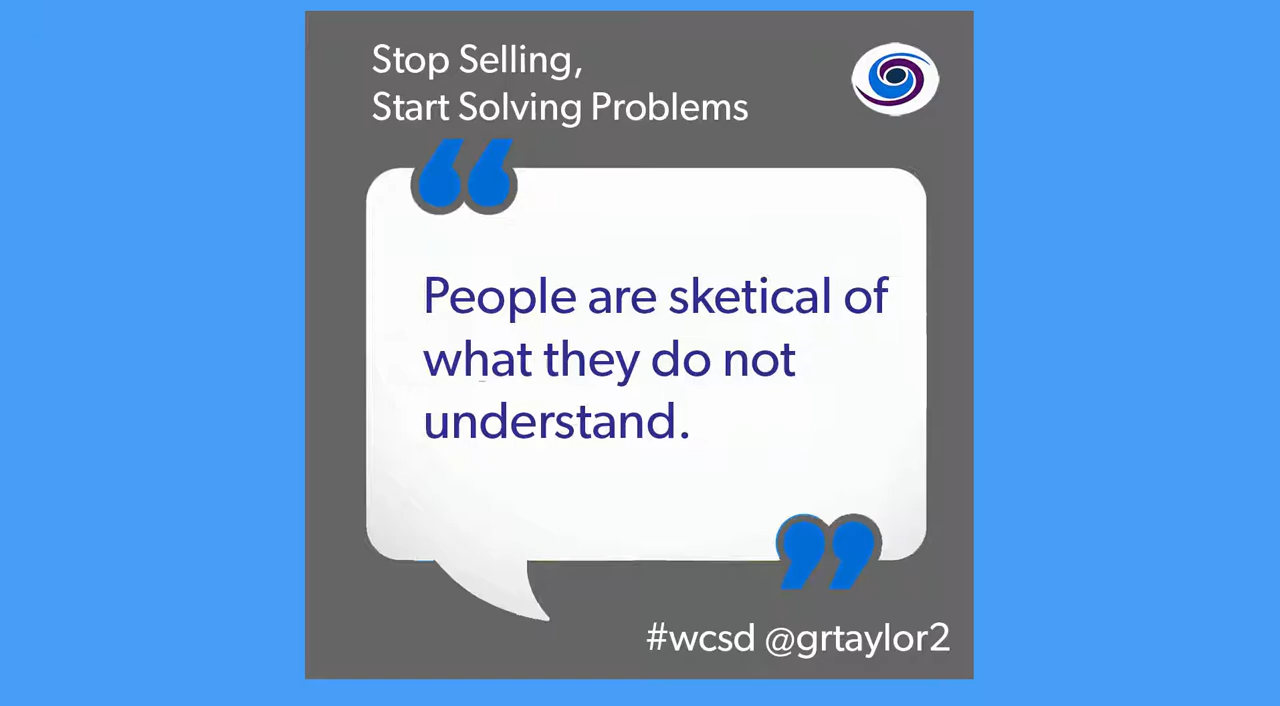 Stop Selling,
Start Solving Problems
“
People are sketical of
what they do not
understand.
”
#wcsd @grtaylor2